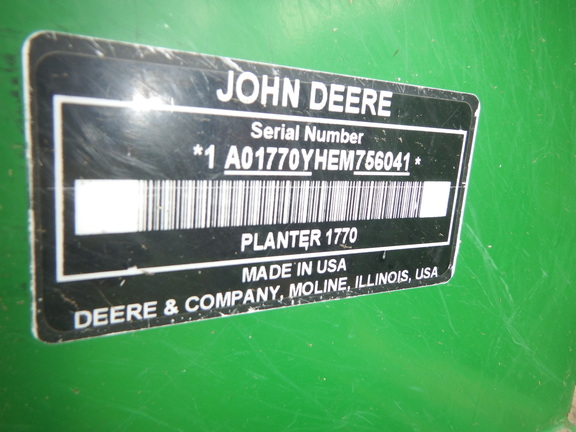 JOHN DEERE
Serial Number
*1 A01770YHEM756041*
PLANTER 1770
MADE IN USA
DEERE & COMPANY, MOLINE, ILLINOIS, USA